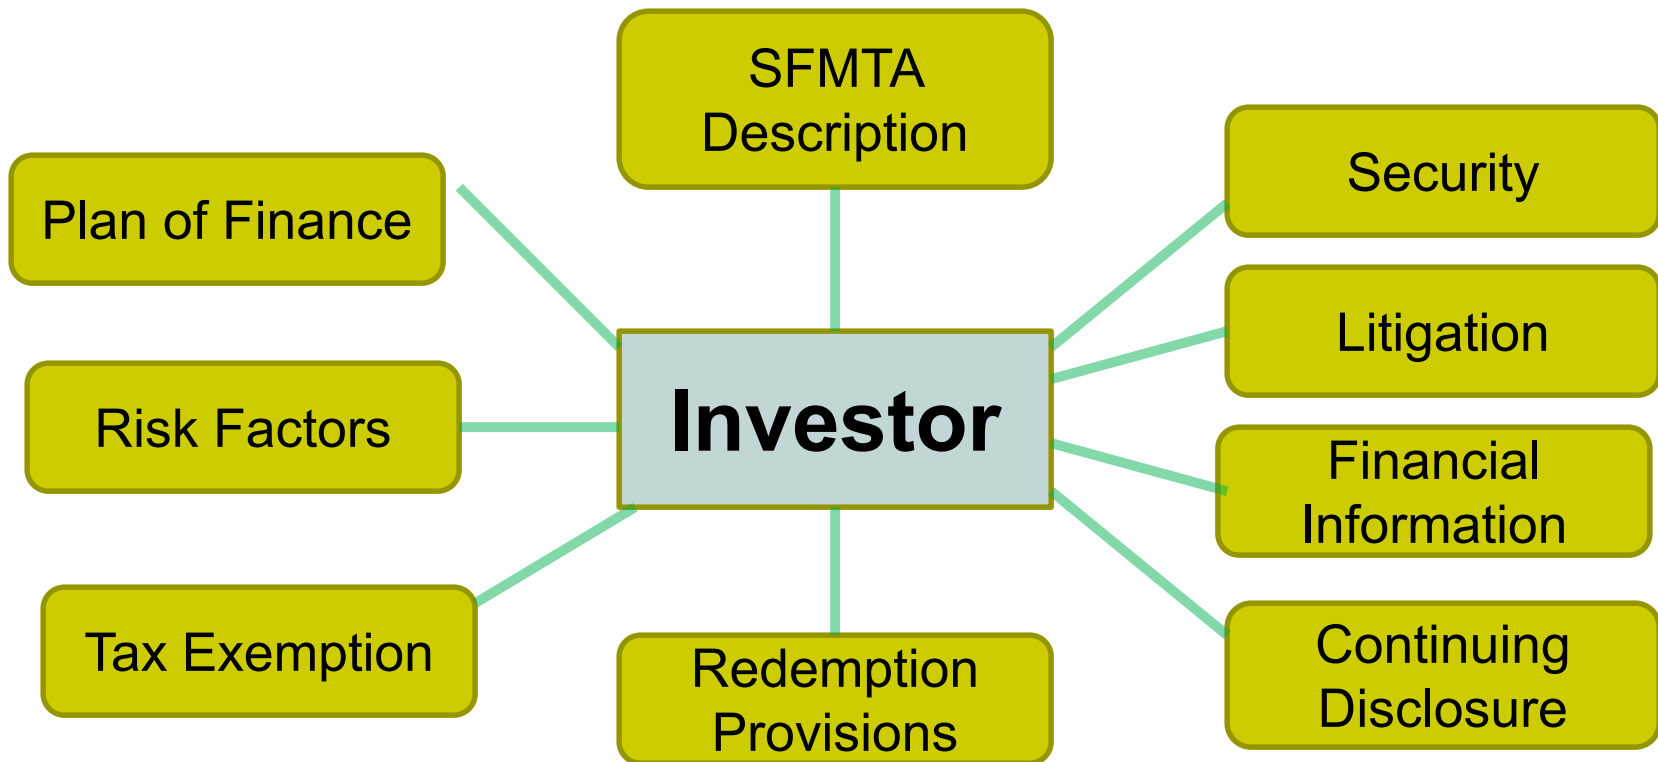 SFMTA
Description
Plan of Finance
Security
Litigation
Risk Factors
Investor
Financial
Information
Tax Exemption
Redemption
Provisions
Continuing
Disclosure